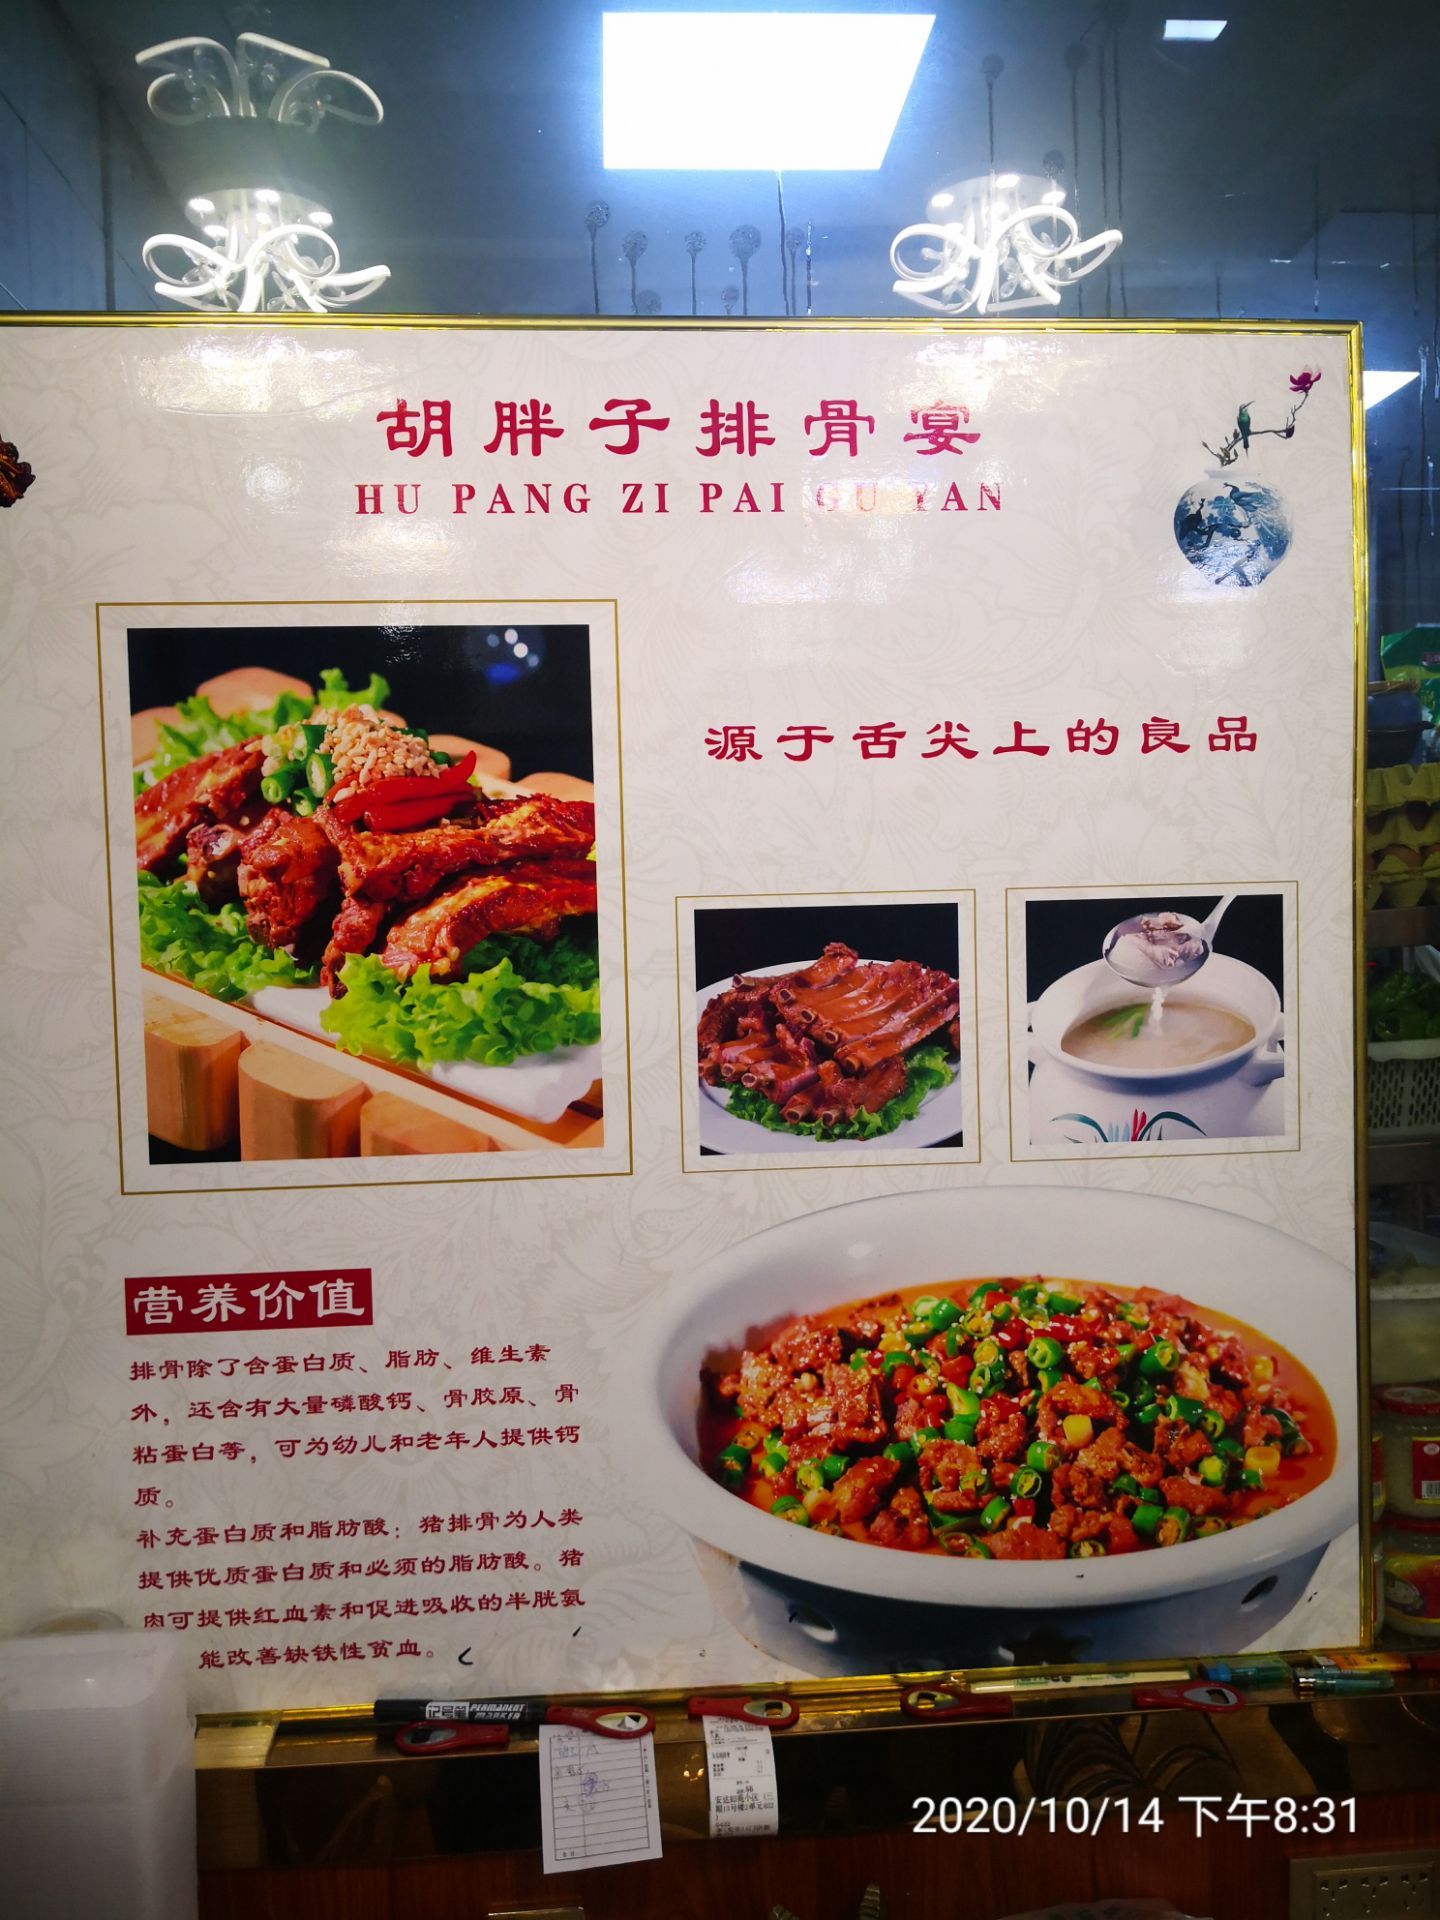 胡胖子排骨宴
HU PANG ZI PAI GU YAN
源于舌尖上的良品
营养价值
排骨除了含蛋白质、脂肪、维生素
外，还含有大量磷酸钙、骨胶原、骨
粘蛋白等，可为幼儿和老年人提供钙
质。
补充蛋白质和脂肪酸：猪排骨为人类
提供优质蛋白质和必须的脂肪酸。猪
肉可提供红血素和促进吸收的半胱氨
能改善缺铁性贫血。
记号笔 PERMANENT MARKER
2020/10/14 下午8:31